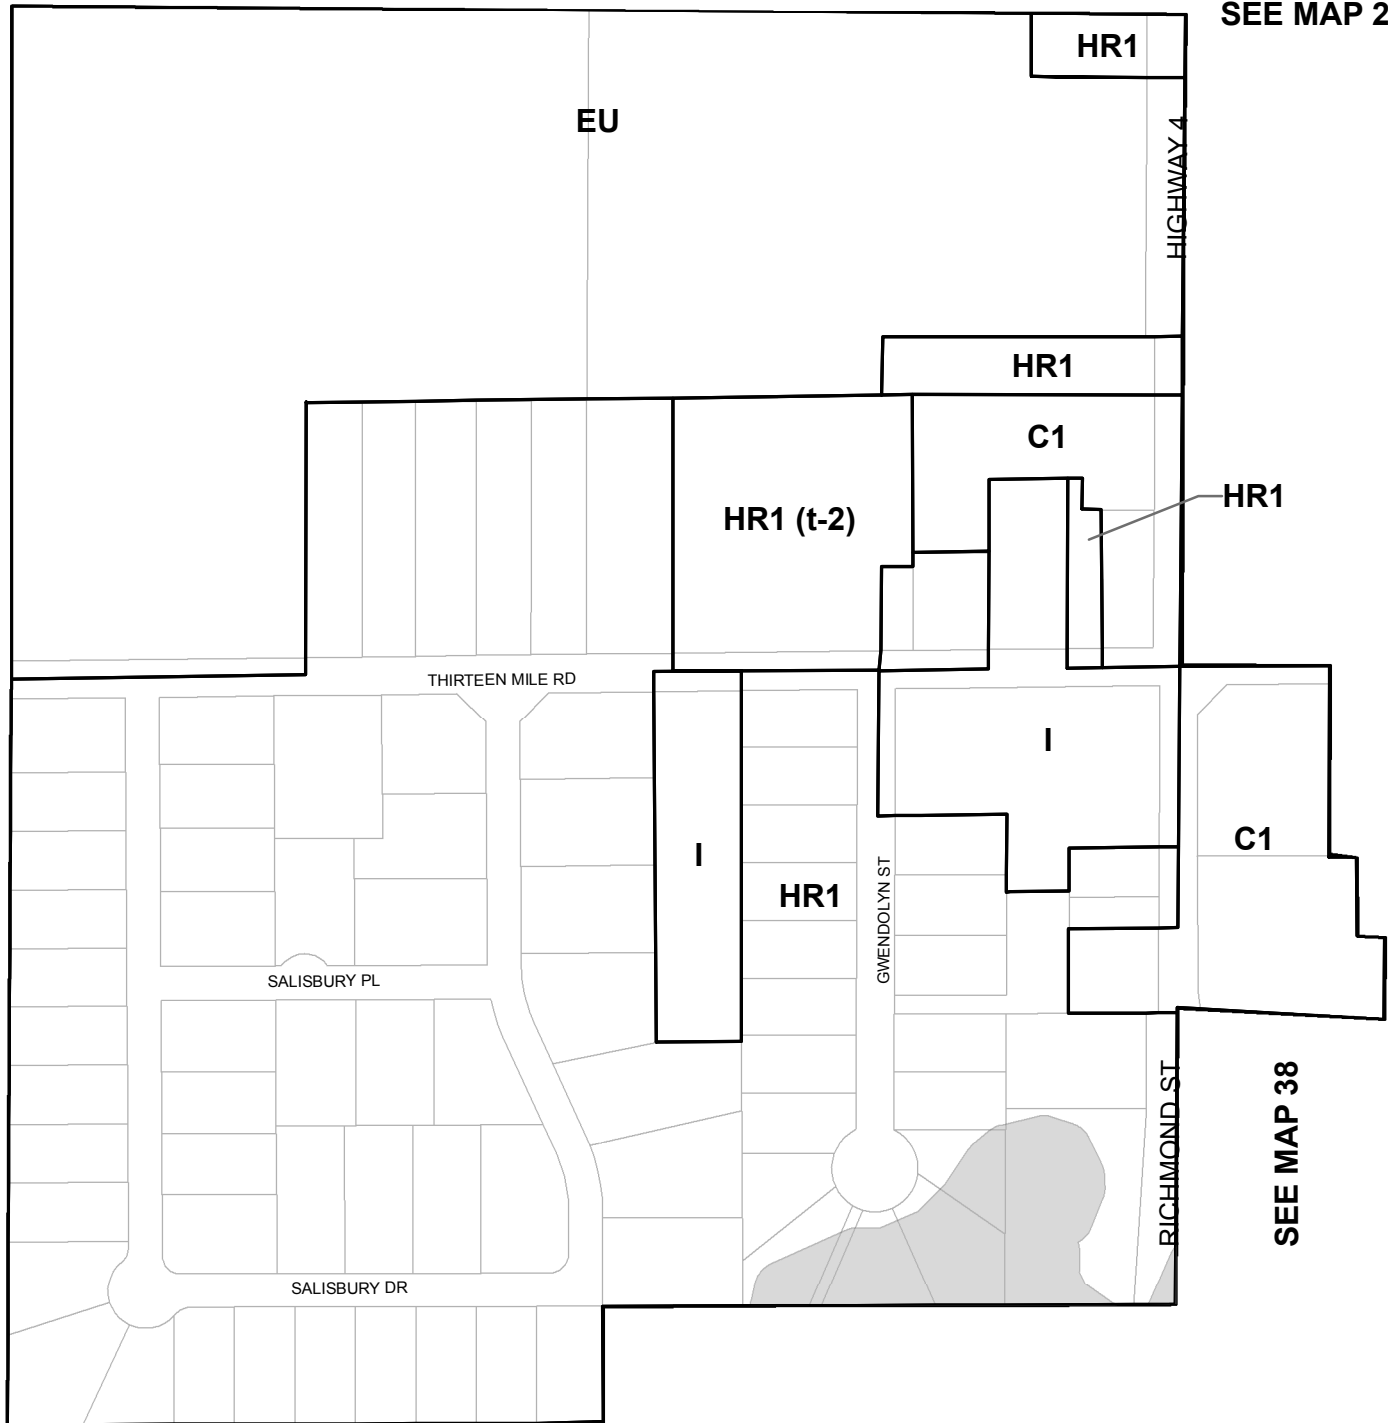 SEE MAP 2
HR1
EU
HIGHWAY 4
HR1
C1
HR1
HR1 (t-2)
THIRTEEN MILE RD
I
C1
I
HR1
GWENDOLYN ST
SALISBURY PL
RICHMOND ST
SEE MAP 38
SALISBURY DR